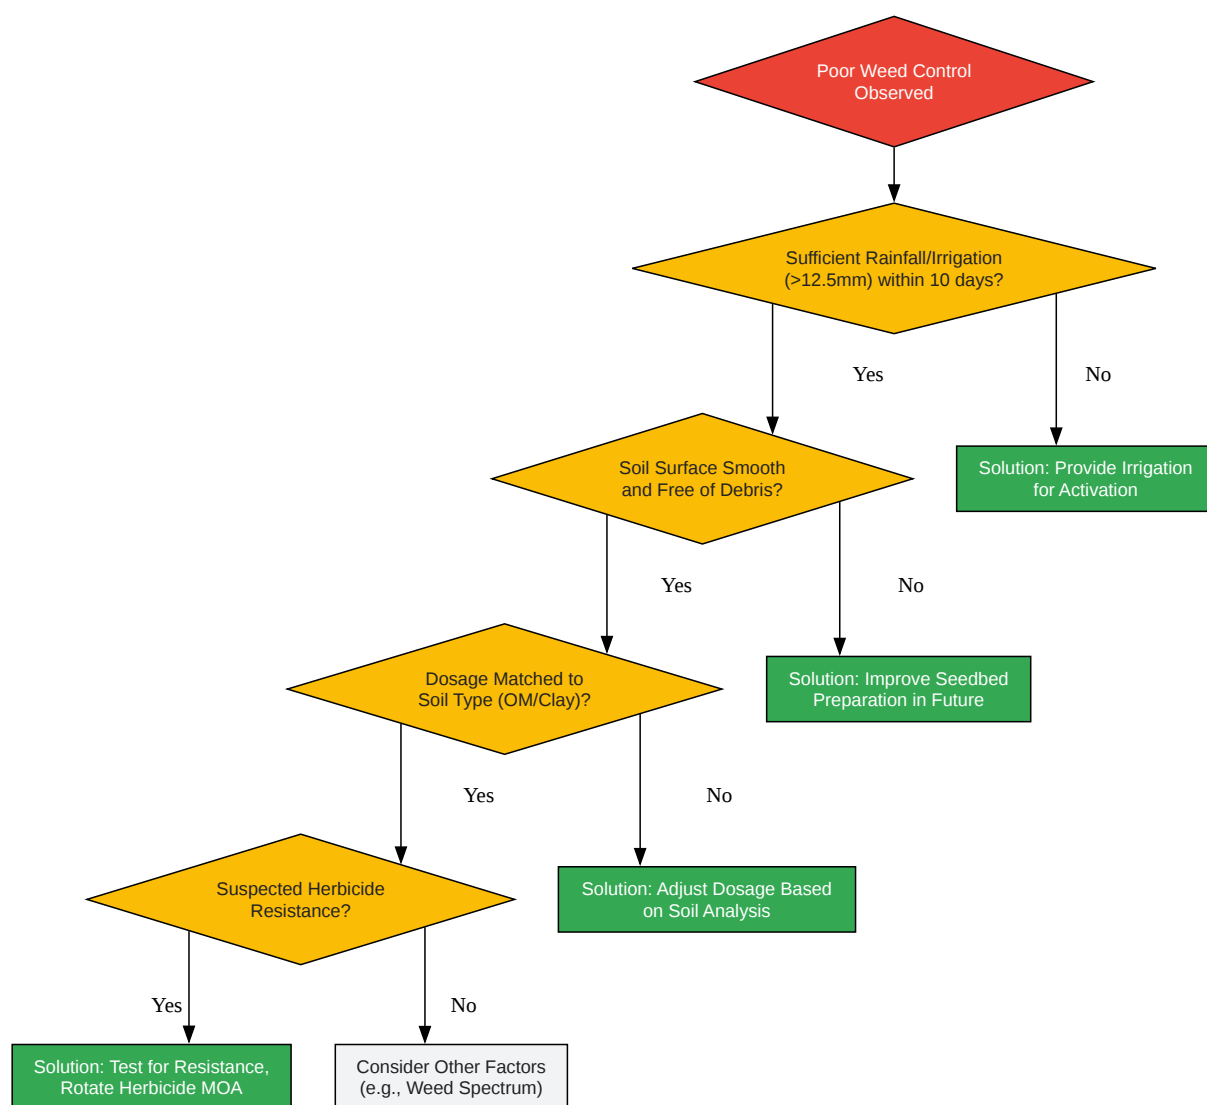 Poor Weed Control
Observed
Sufficient Rainfall/Irrigation
(>12.5mm) within 10 days?
Yes
No
Soil Surface Smooth
and Free of Debris?
Solution: Provide Irrigation
for Activation
Yes
No
Dosage Matched to
Soil Type (OM/Clay)?
Solution: Improve Seedbed
Preparation in Future
Yes
No
Suspected Herbicide
Resistance?
Solution: Adjust Dosage Based
on Soil Analysis
Yes
No
Solution: Test for Resistance,
Rotate Herbicide MOA
Consider Other Factors
(e.g., Weed Spectrum)